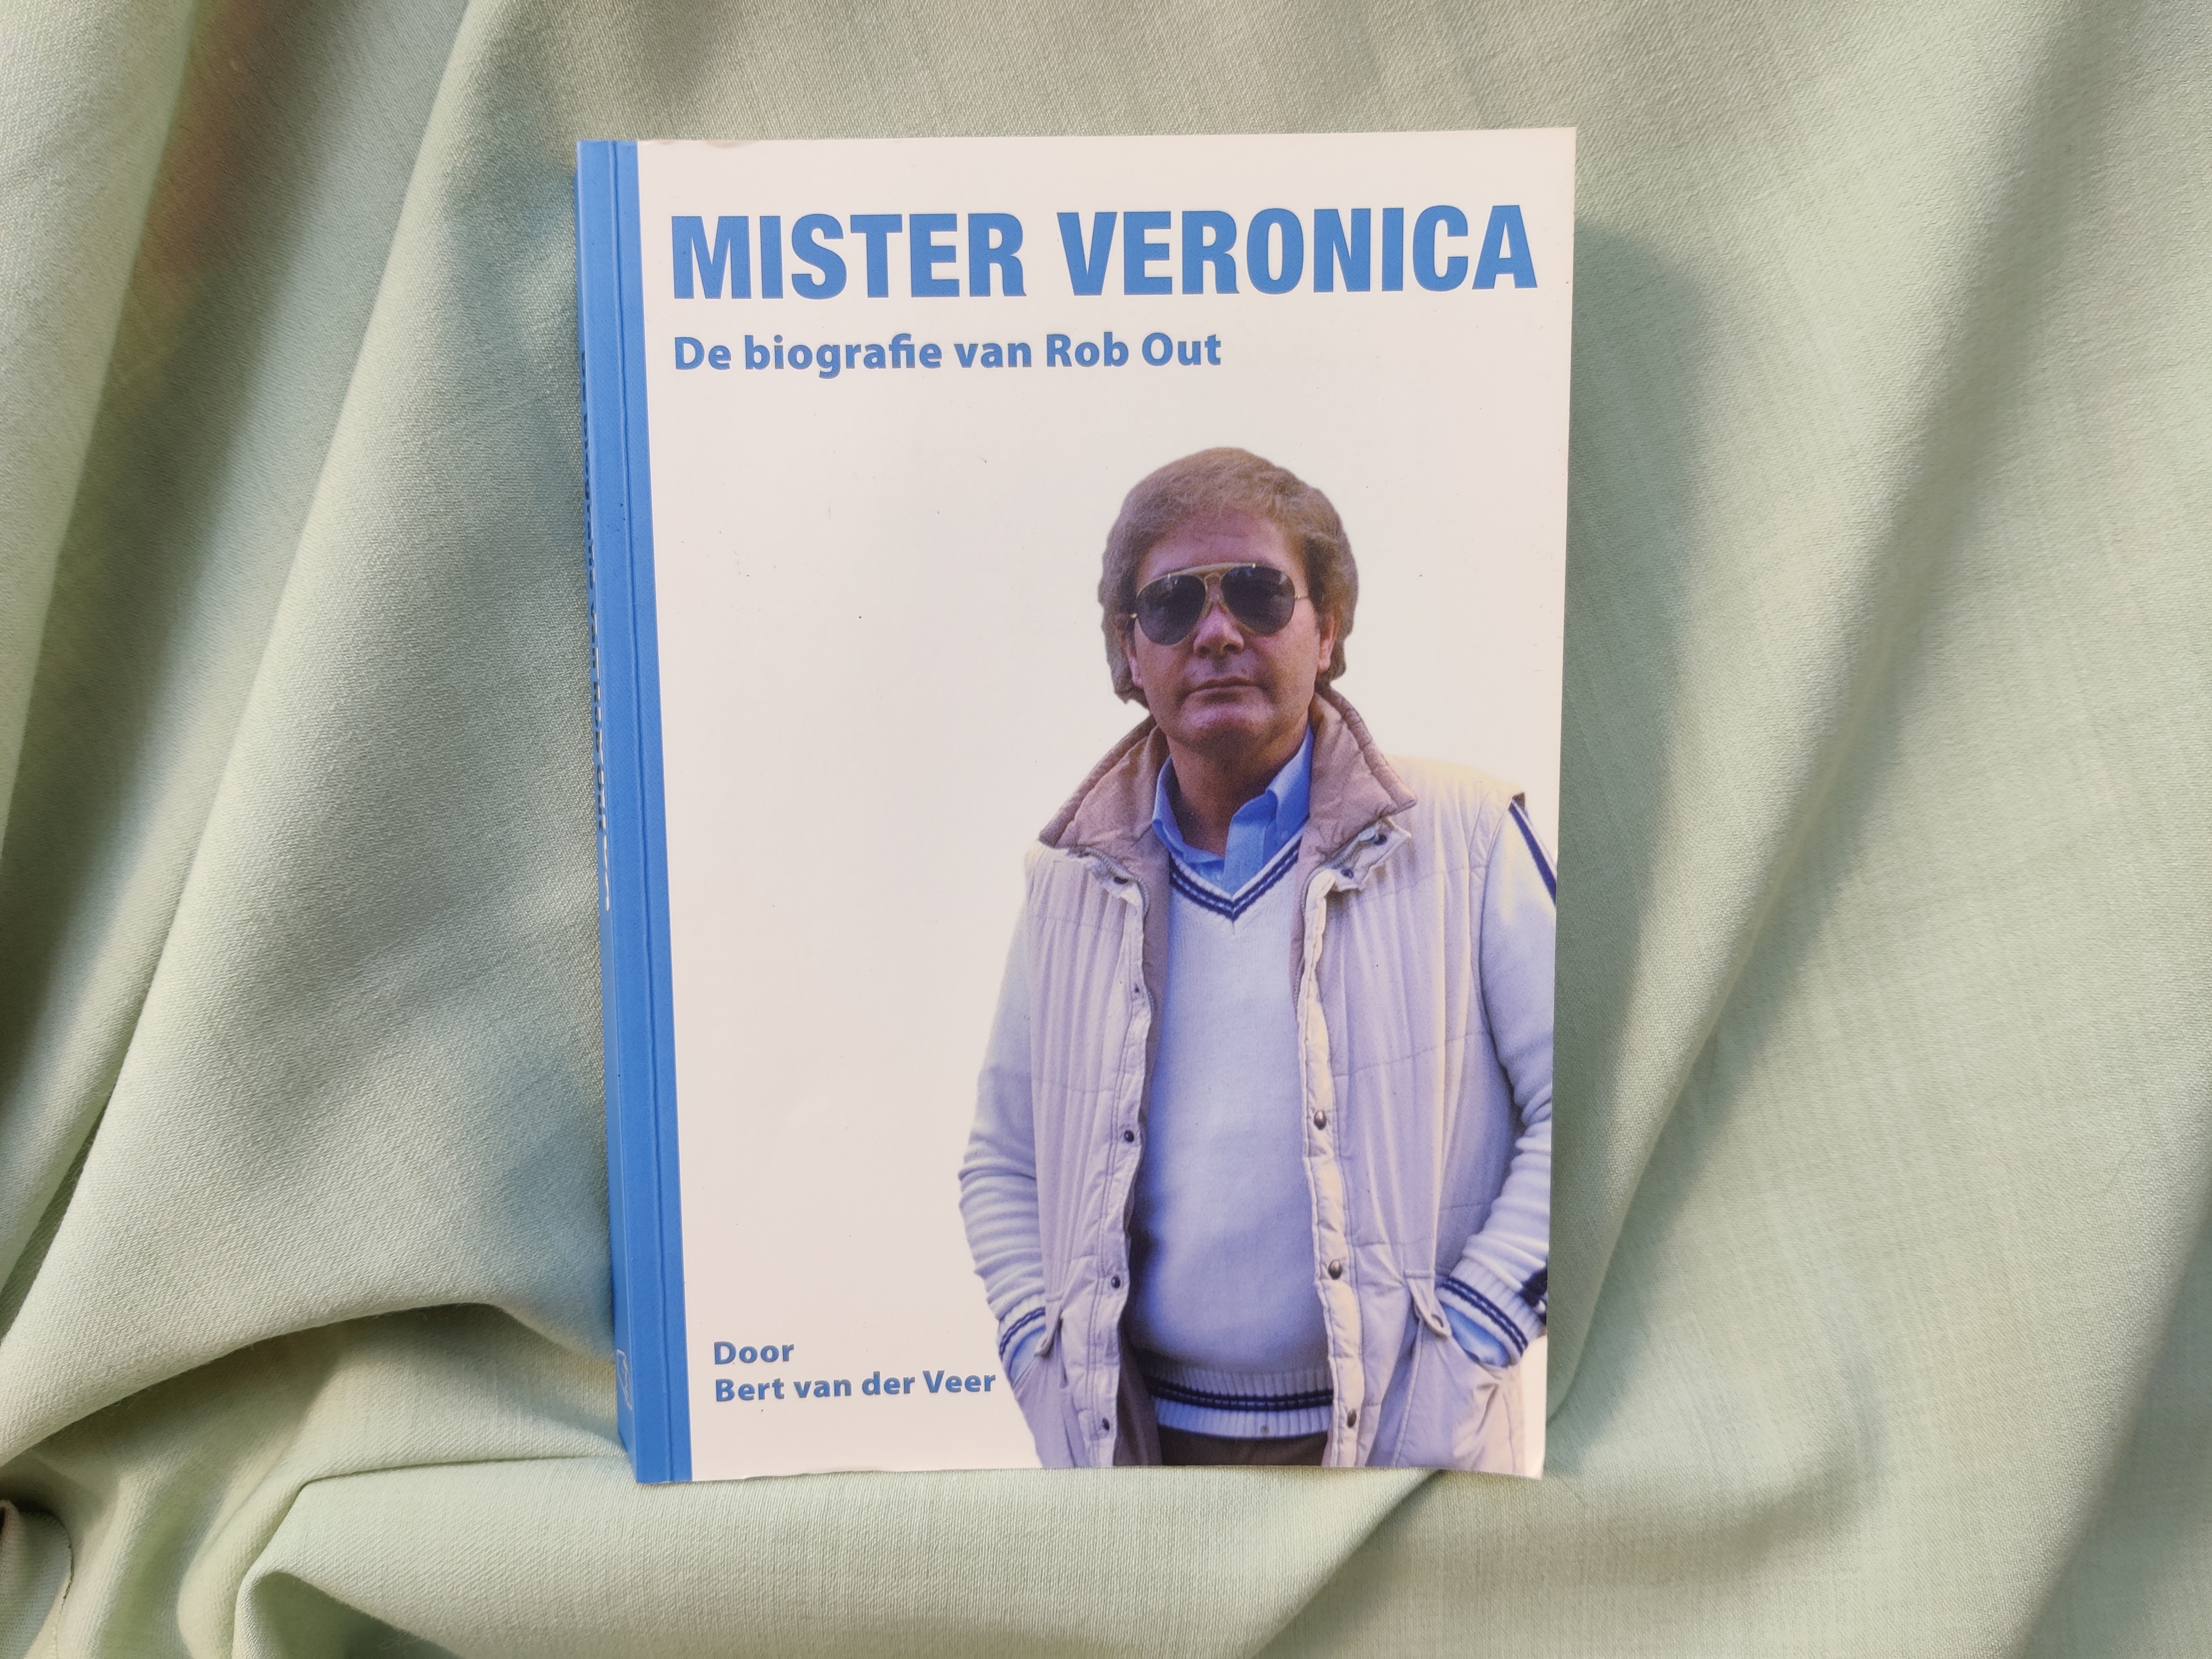 MISTER VERONICA
De biografie van Rob Out
Door
Bert van der Veer